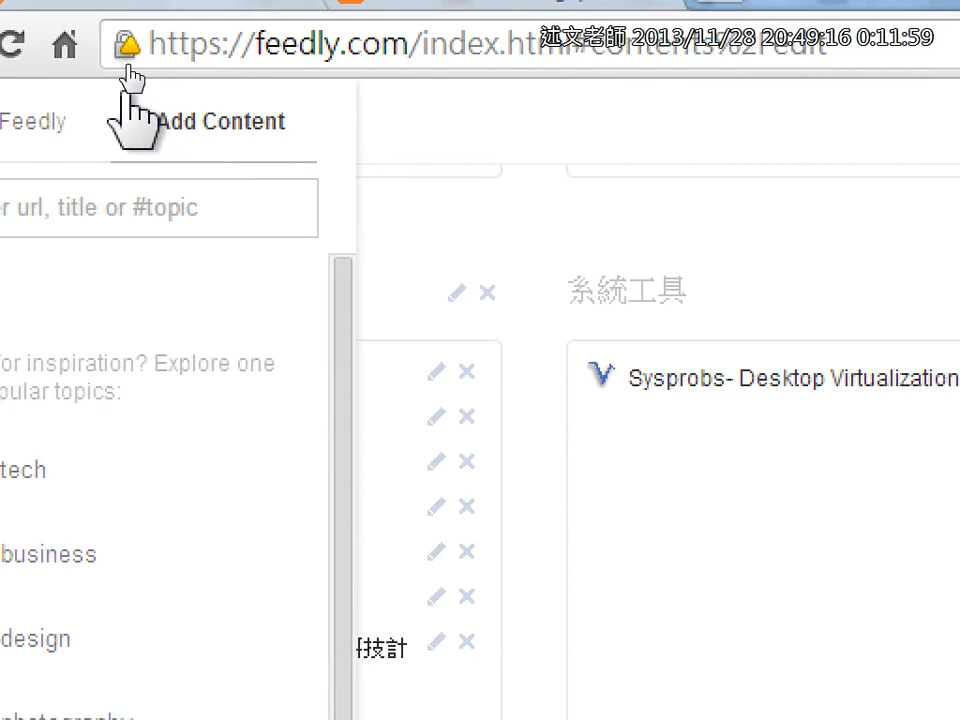 https://feedly.com/index.html#contents%2Fedit
述文老師 2013/11/28 20:49:16 0:11:59
Feedly
Add Content
url, title or #topic
系統工具
for inspiration? Explore one
popular topics:
Sysprobs- Desktop Virtualization
tech
business
design
技計
photography